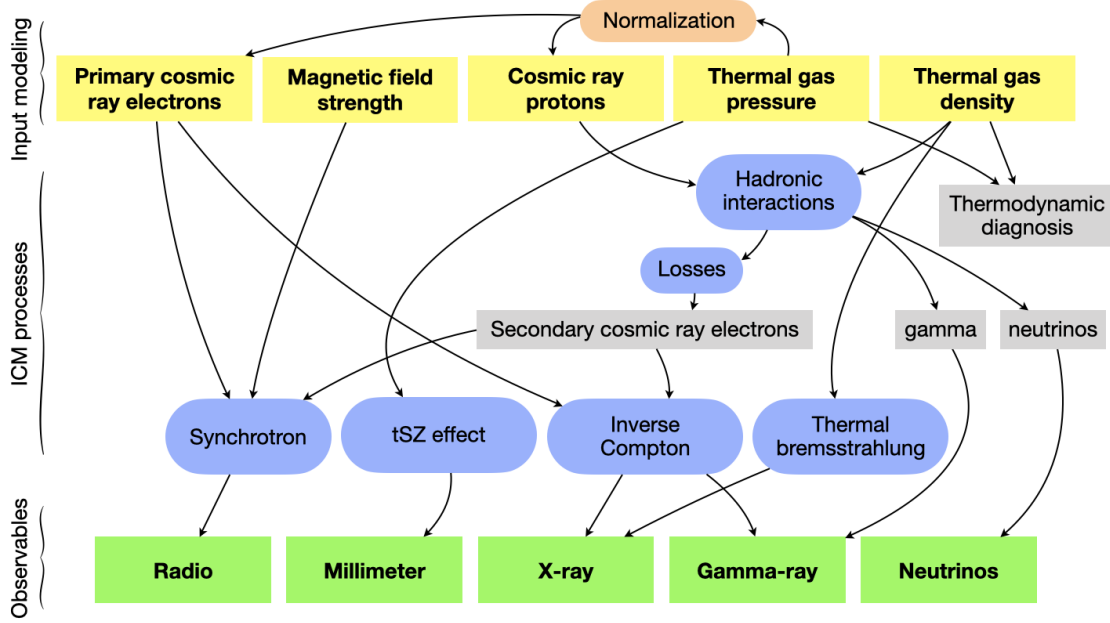 Input modeling
Normalization
Primary cosmic
ray electrons
Magnetic field
strength
Cosmic ray
protons
Thermal gas
pressure
Thermal gas
density
ICM processes
Hadronic
interactions
Thermodynamic
diagnosis
Losses
Secondary cosmic ray electrons
gamma
neutrinos
Synchrotron
tSZ effect
Inverse
Compton
Thermal
bremsstrahlung
Observables
Radio
Millimeter
X-ray
Gamma-ray
Neutrinos